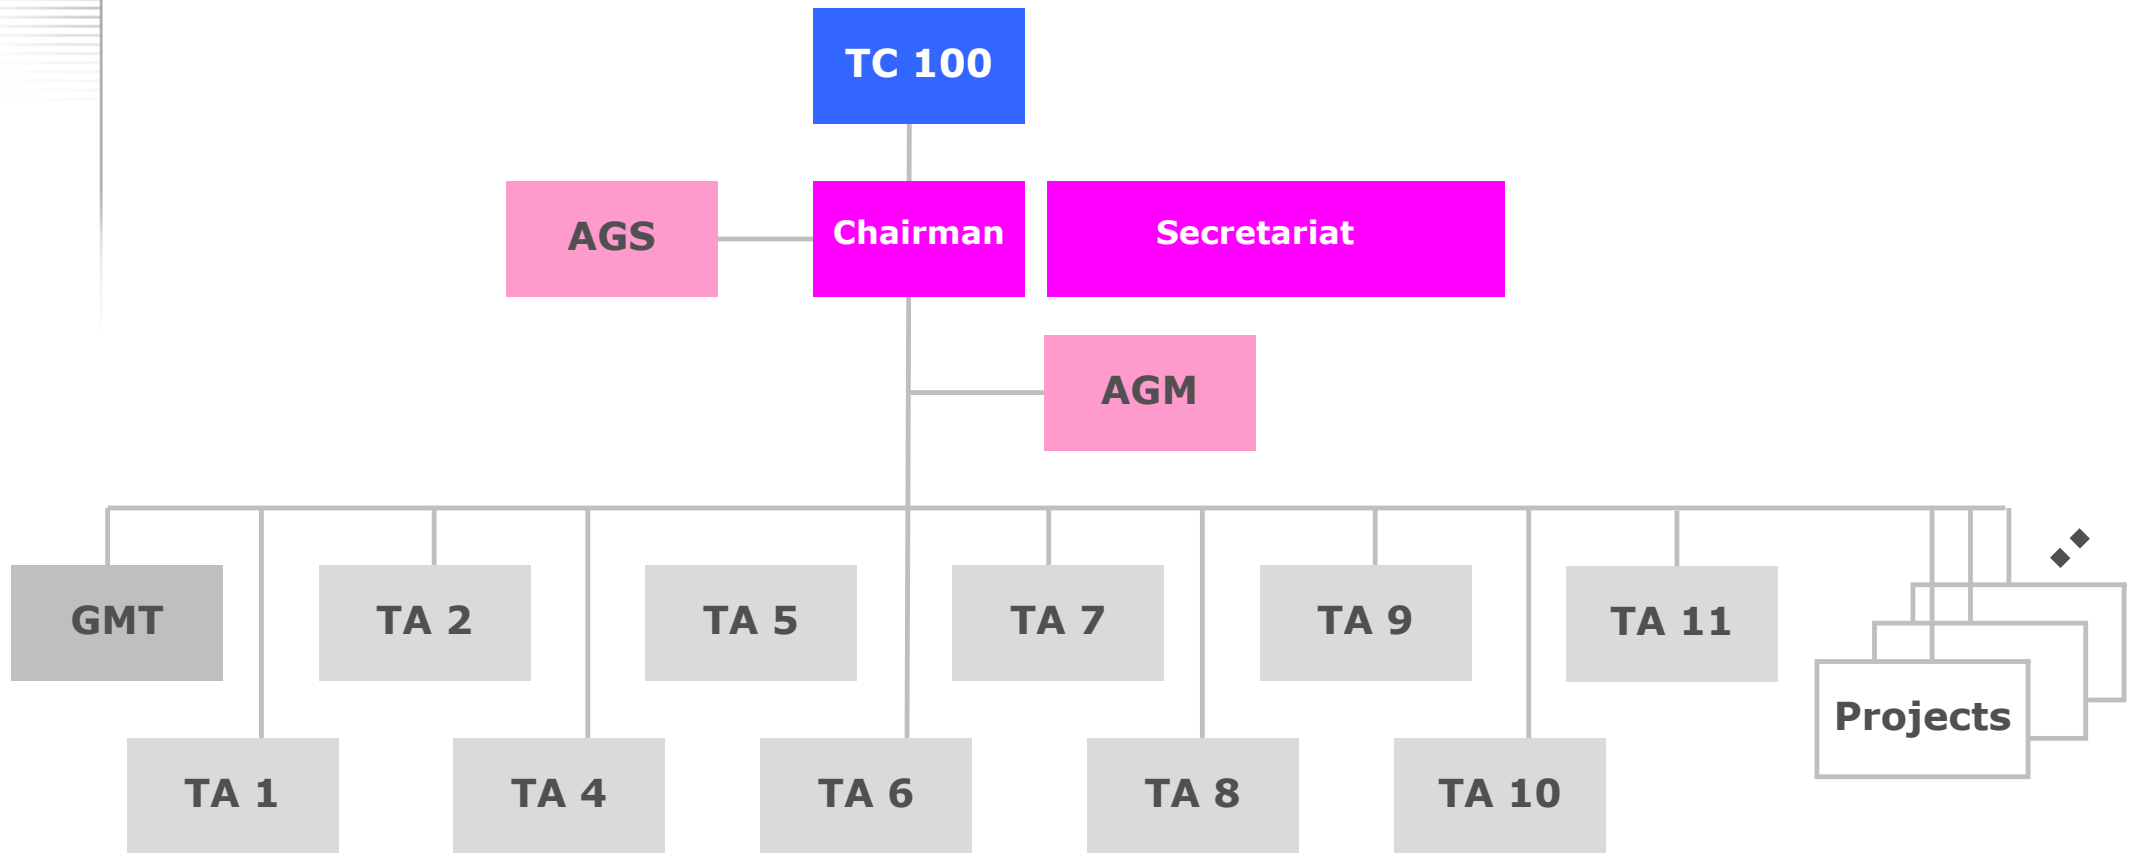 TC 100
AGS
Chairman
Secretariat
AGM
GMT
TA 2
TA 5
TA 7
TA 9
TA 11
Projects
TA 1
TA 4
TA 6
TA 8
TA 10